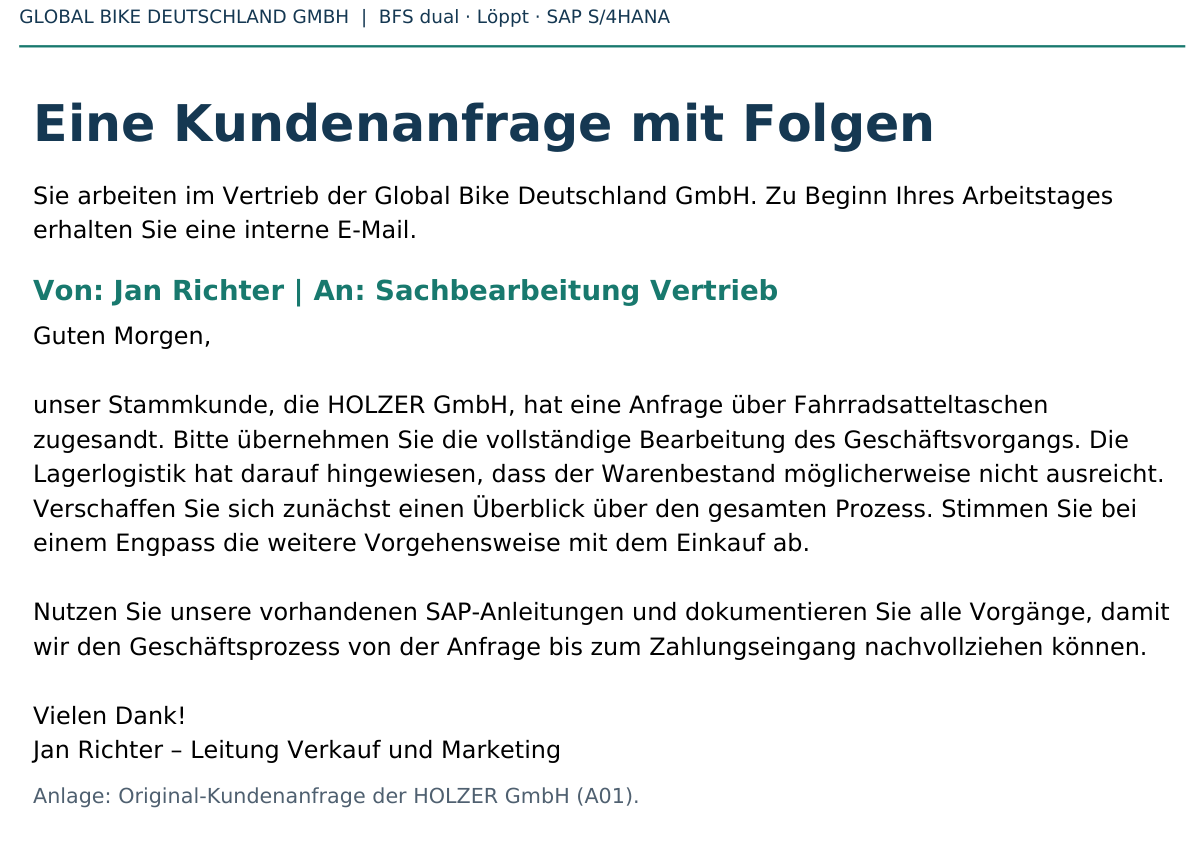 GLOBAL BIKE DEUTSCHLAND GMBH | BFS dual · Löppt · SAP S/4HANA
Eine Kundenanfrage mit Folgen
Sie arbeiten im Vertrieb der Global Bike Deutschland GmbH. Zu Beginn Ihres Arbeitstages
erhalten Sie eine interne E-Mail.
Von: Jan Richter | An: Sachbearbeitung Vertrieb
Guten Morgen,
unser Stammkunde, die HOLZER GmbH, hat eine Anfrage über Fahrradsatteltaschen
zugesandt. Bitte übernehmen Sie die vollständige Bearbeitung des Geschäftsvorgangs. Die
Lagerlogistik hat darauf hingewiesen, dass der Warenbestand möglicherweise nicht ausreicht.
Verschaffen Sie sich zunächst einen Überblick über den gesamten Prozess. Stimmen Sie bei
einem Engpass die weitere Vorgehensweise mit dem Einkauf ab.
Nutzen Sie unsere vorhandenen SAP-Anleitungen und dokumentieren Sie alle Vorgänge, damit
wir den Geschäftsprozess von der Anfrage bis zum Zahlungseingang nachvollziehen können.
Vielen Dank!
Jan Richter – Leitung Verkauf und Marketing
Anlage: Original-Kundenanfrage der HOLZER GmbH (A01).